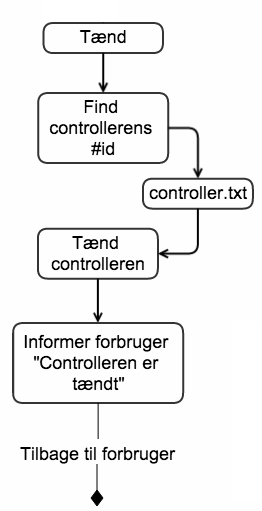 Tænd
Find
controllerens
#id
controller.txt
Tænd
controlleren
Informer forbruger
"Controlleren er
tændt"
Tilbage til forbruger